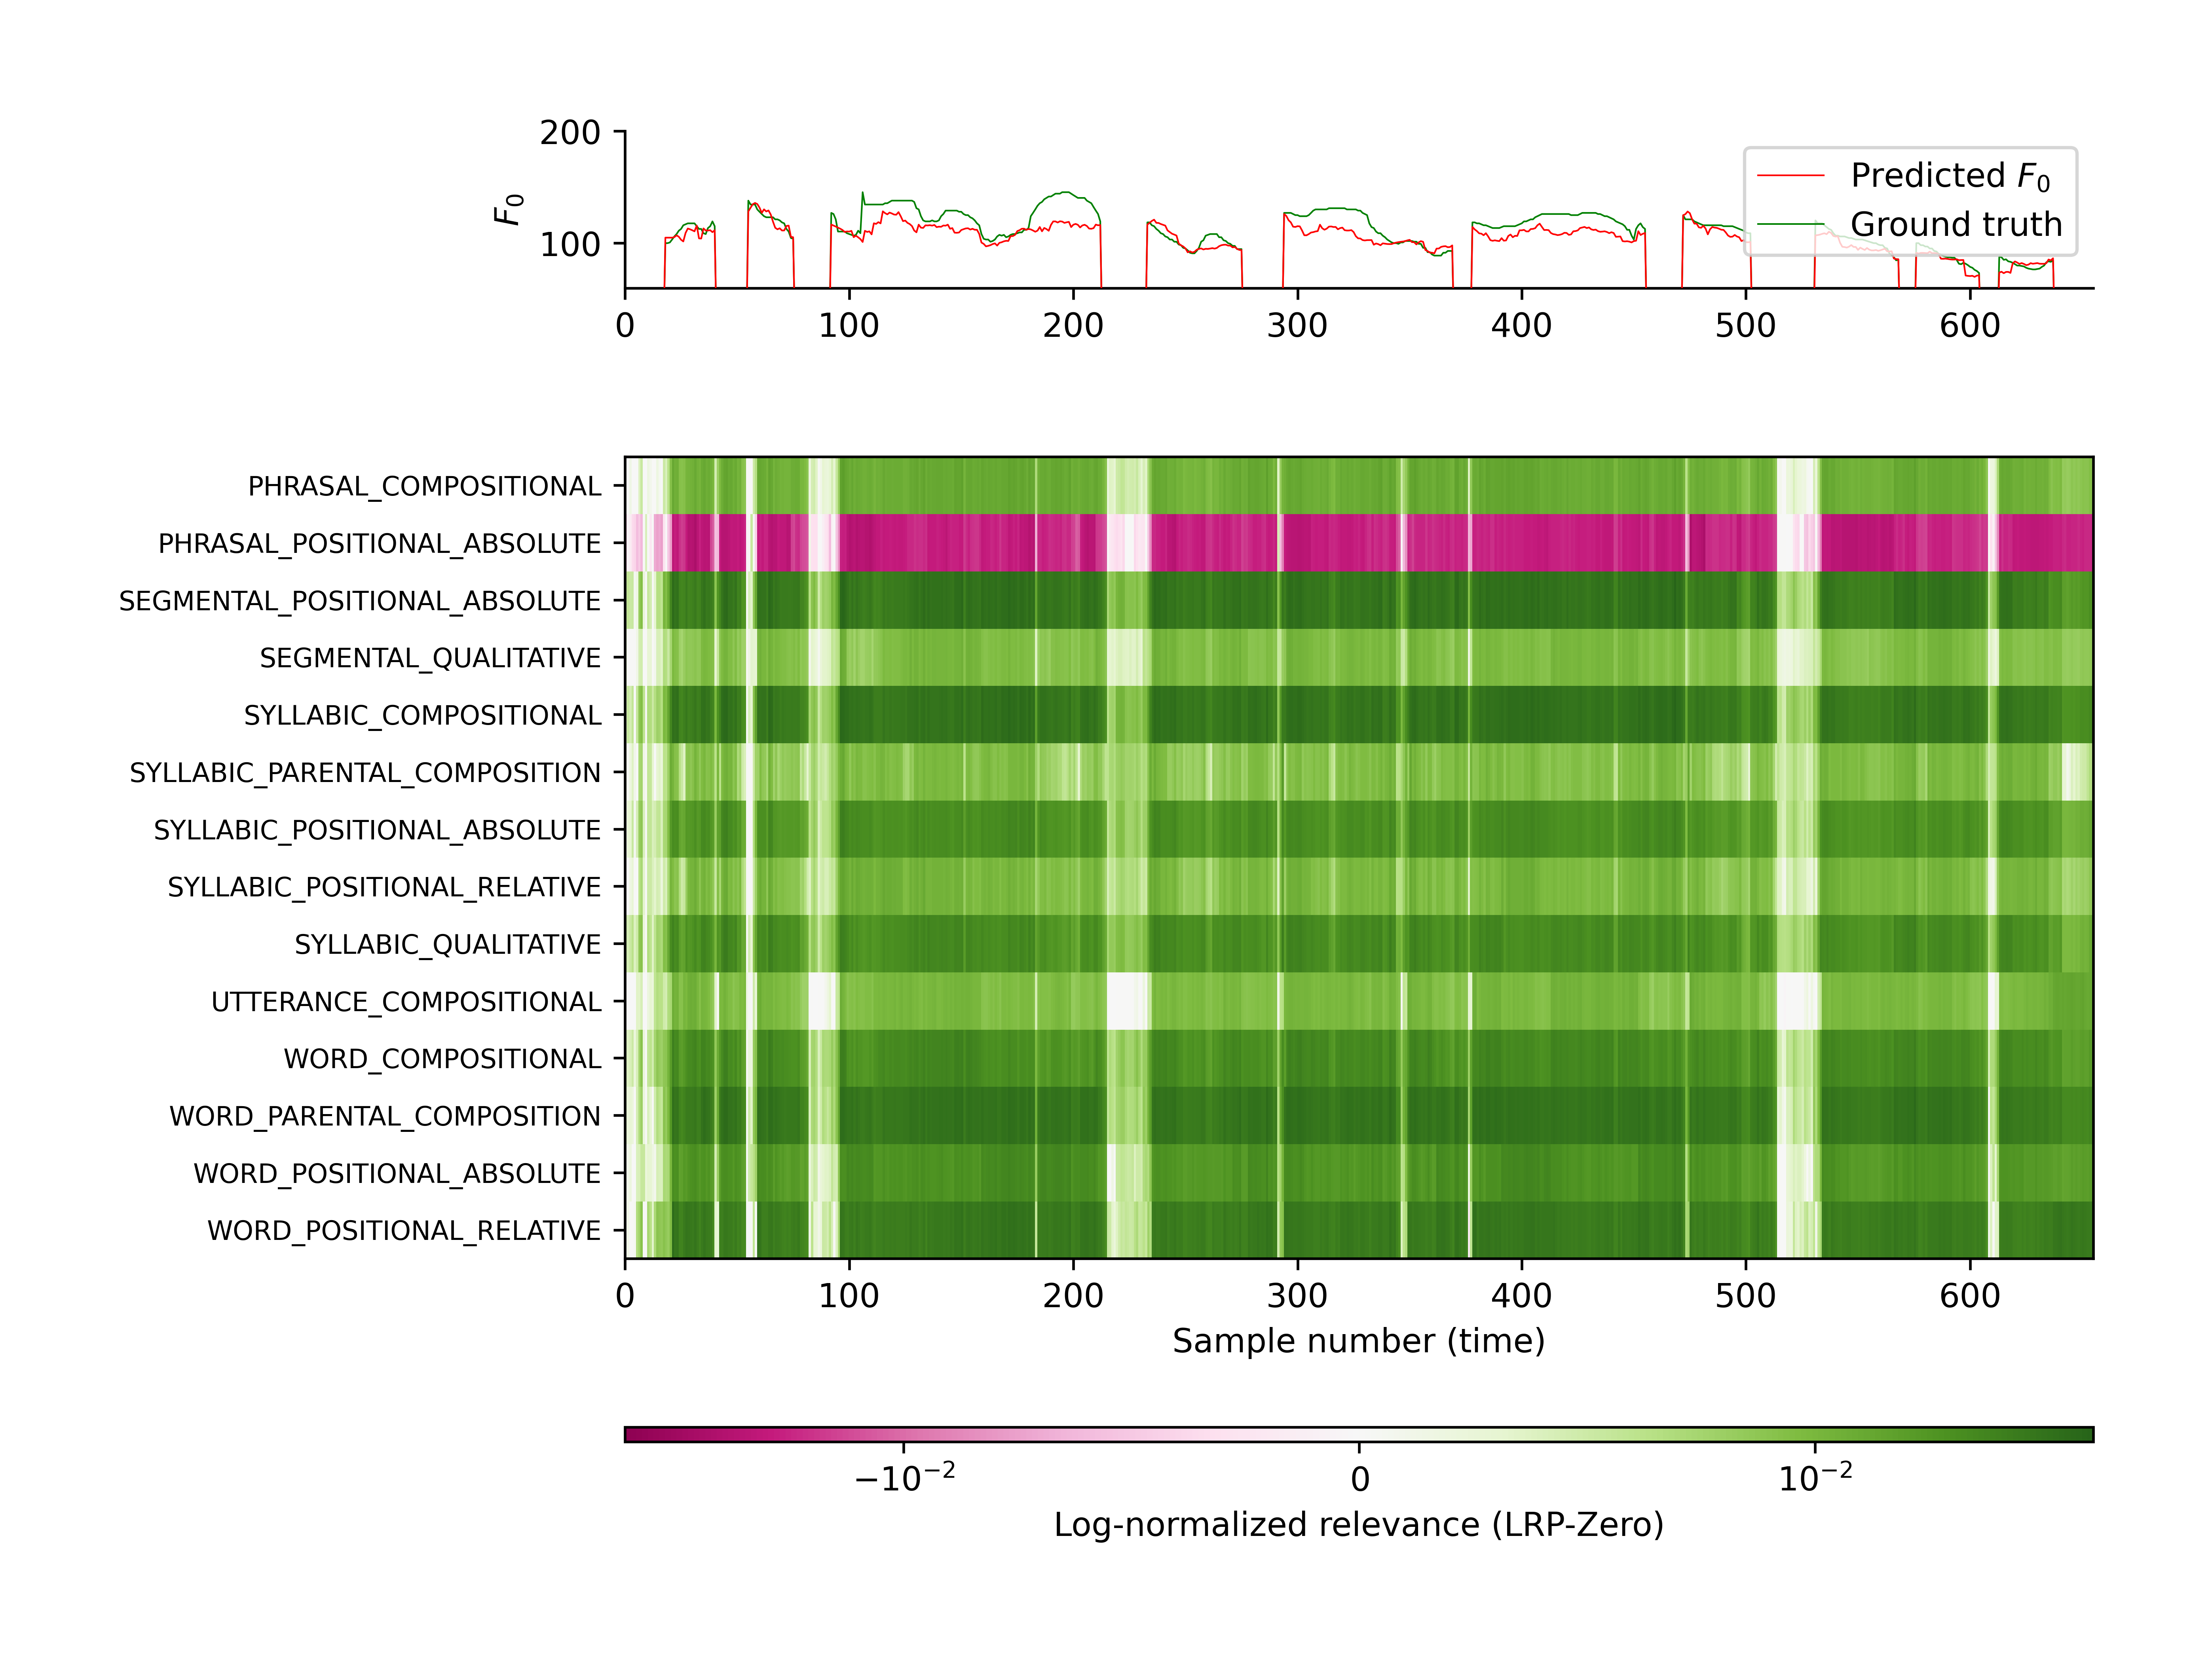 200
100
F₀
Predicted F₀
Ground truth
0 100 200 300 400 500 600
PHRASAL_COMPOSITIONAL
PHRASAL_POSITIONAL_ABSOLUTE
SEGMENTAL_POSITIONAL_ABSOLUTE
SEGMENTAL_QUALITATIVE
SYLLABIC_COMPOSITIONAL
SYLLABIC_PARENTAL_COMPOSITION
SYLLABIC_POSITIONAL_ABSOLUTE
SYLLABIC_POSITIONAL_RELATIVE
SYLLABIC_QUALITATIVE
UTTERANCE_COMPOSITIONAL
WORD_COMPOSITIONAL
WORD_PARENTAL_COMPOSITION
WORD_POSITIONAL_ABSOLUTE
WORD_POSITIONAL_RELATIVE
0 100 200 300 400 500 600
Sample number (time)
−10⁻² 0 10⁻²
Log-normalized relevance (LRP-Zero)